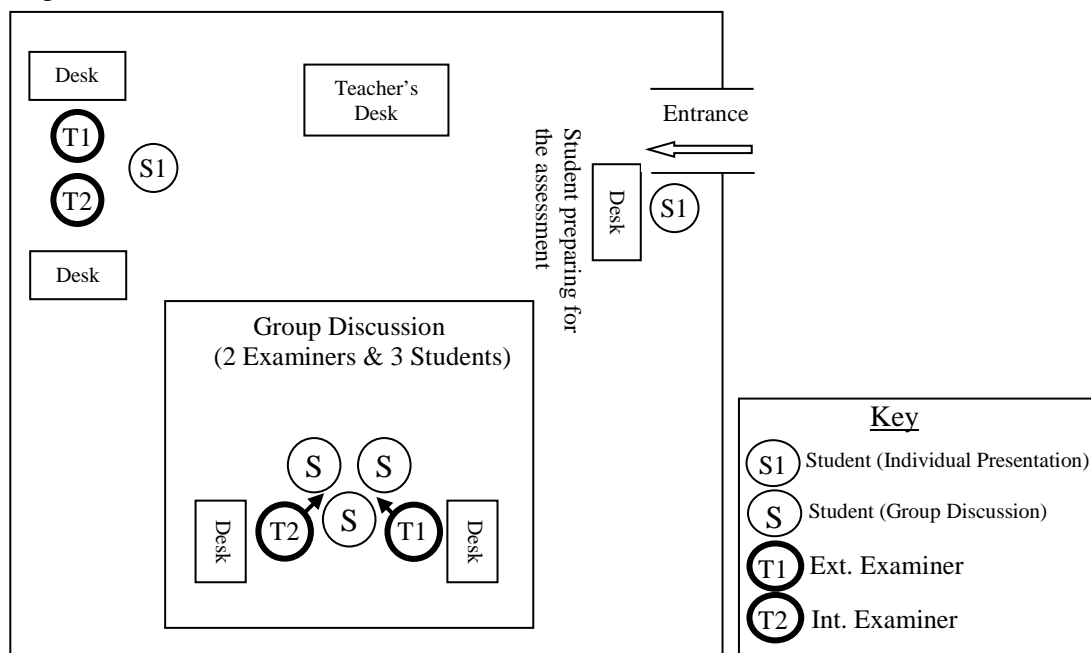 Desk
Teacher's
Desk
Entrance
T1
S1
T2
Student preparing for
the assessment
Desk
S1
Desk
Group Discussion
(2 Examiners & 3 Students)
S
S
S
Desk
T2
T1
Desk
Key
S1 Student (Individual Presentation)
S Student (Group Discussion)
T1 Ext. Examiner
T2 Int. Examiner